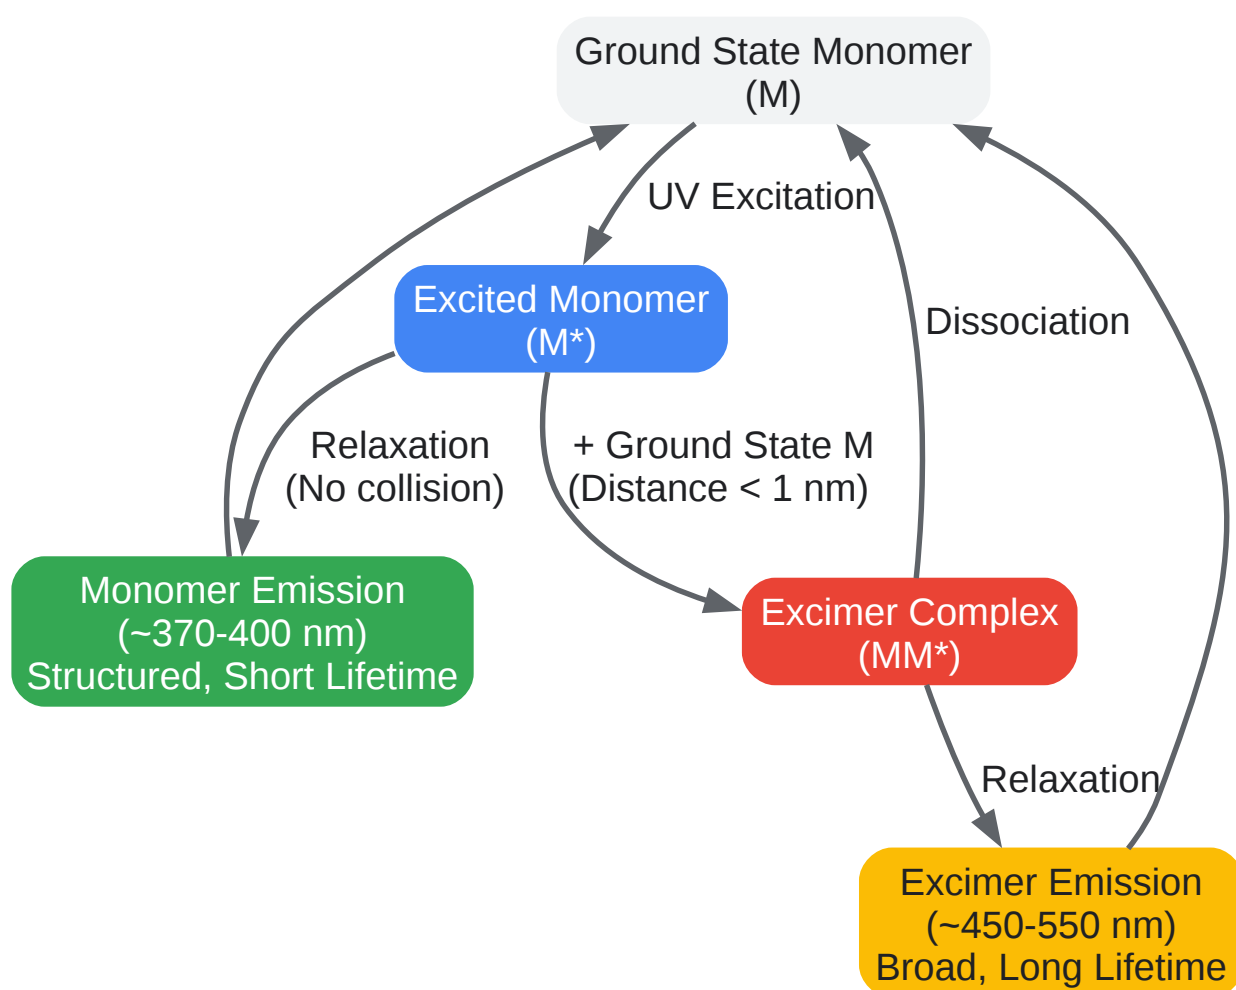 Ground State Monomer
(M)
UV Excitation
Excited Monomer
(M*)
Dissociation
Relaxation
(No collision)
+ Ground State M
(Distance < 1 nm)
Monomer Emission
(~370-400 nm)
Structured, Short Lifetime
Excimer Complex
(MM*)
Relaxation
Excimer Emission
(~450-550 nm)
Broad, Long Lifetime